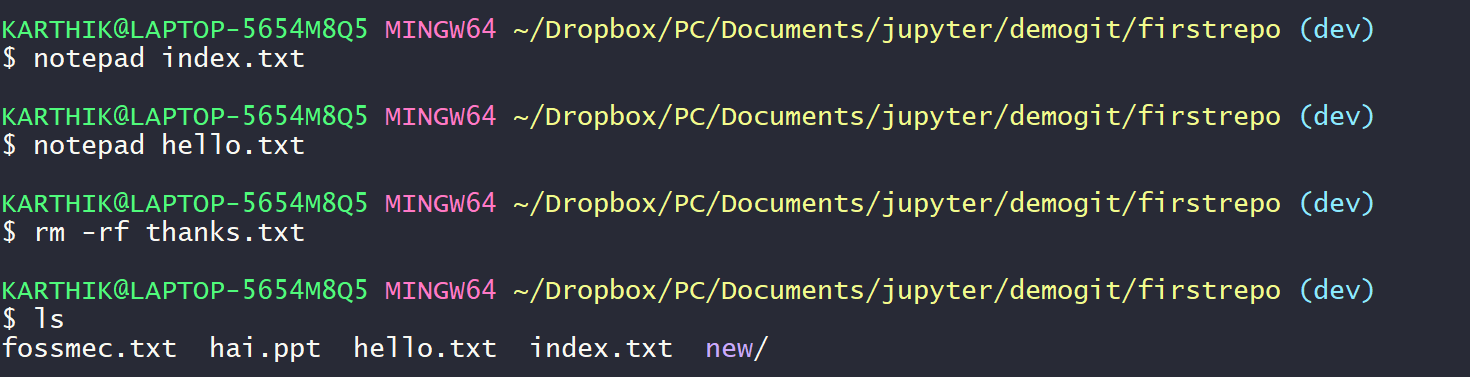 KARTHIK@LAPTOP-5654M8Q5 MINGW64 ~/Dropbox/PC/Documents/jupyter/demogit/firstrepo (dev)
$ notepad index.txt
KARTHIK@LAPTOP-5654M8Q5 MINGW64 ~/Dropbox/PC/Documents/jupyter/demogit/firstrepo (dev)
$ notepad hello.txt
KARTHIK@LAPTOP-5654M8Q5 MINGW64 ~/Dropbox/PC/Documents/jupyter/demogit/firstrepo (dev)
$ rm -rf thanks.txt
KARTHIK@LAPTOP-5654M8Q5 MINGW64 ~/Dropbox/PC/Documents/jupyter/demogit/firstrepo (dev)
$ ls
fossmec.txt  hai.ppt  hello.txt  index.txt  new/